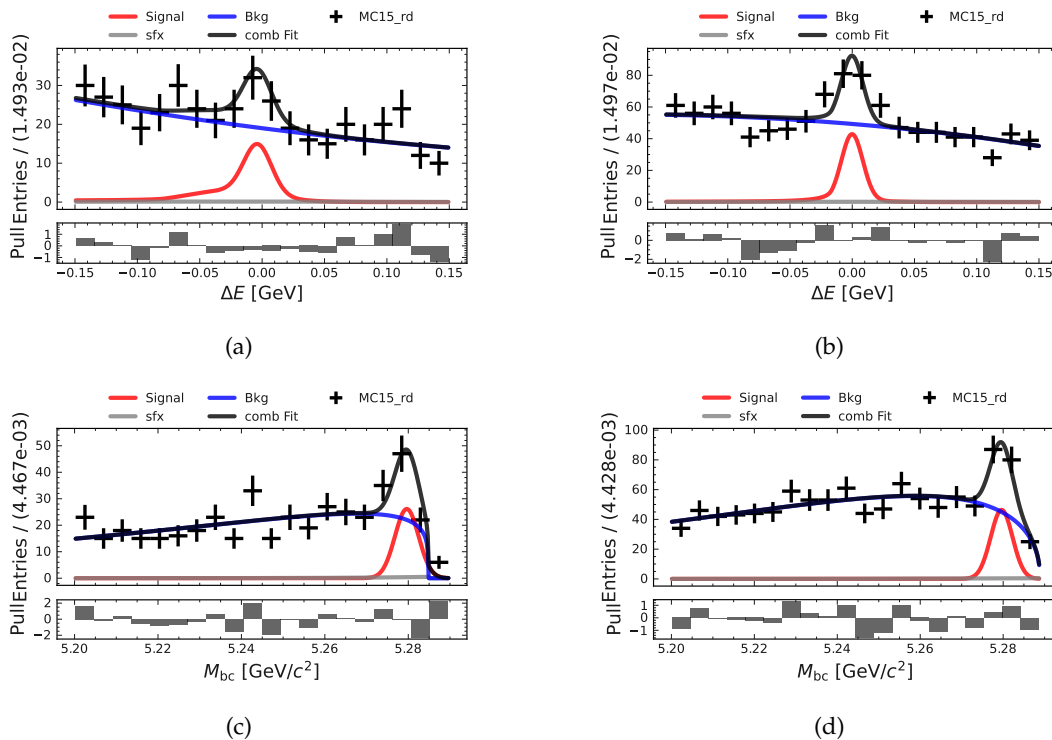 Signal Bkg MC15_rd
sfx comb Fit
Entries / (1.493e-02)
30
20
10
0
Pull
1
0
−1
−0.15 −0.10 −0.05 0.00 0.05 0.10 0.15
ΔE [GeV]
(a)
Signal Bkg MC15_rd
sfx comb Fit
Entries / (1.497e-02)
80
60
40
20
0
Pull
0
−2
−0.15 −0.10 −0.05 0.00 0.05 0.10 0.15
ΔE [GeV]
(b)
Signal Bkg MC15_rd
sfx comb Fit
Entries / (4.467e-03)
50
40
30
20
10
0
Pull
2
0
−2
5.20 5.22 5.24 5.26 5.28
M_bc [GeV/c²]
(c)
Signal Bkg MC15_rd
sfx comb Fit
Entries / (4.428e-03)
100
80
60
40
20
0
Pull
1
0
−1
5.20 5.22 5.24 5.26 5.28
M_bc [GeV/c²]
(d)